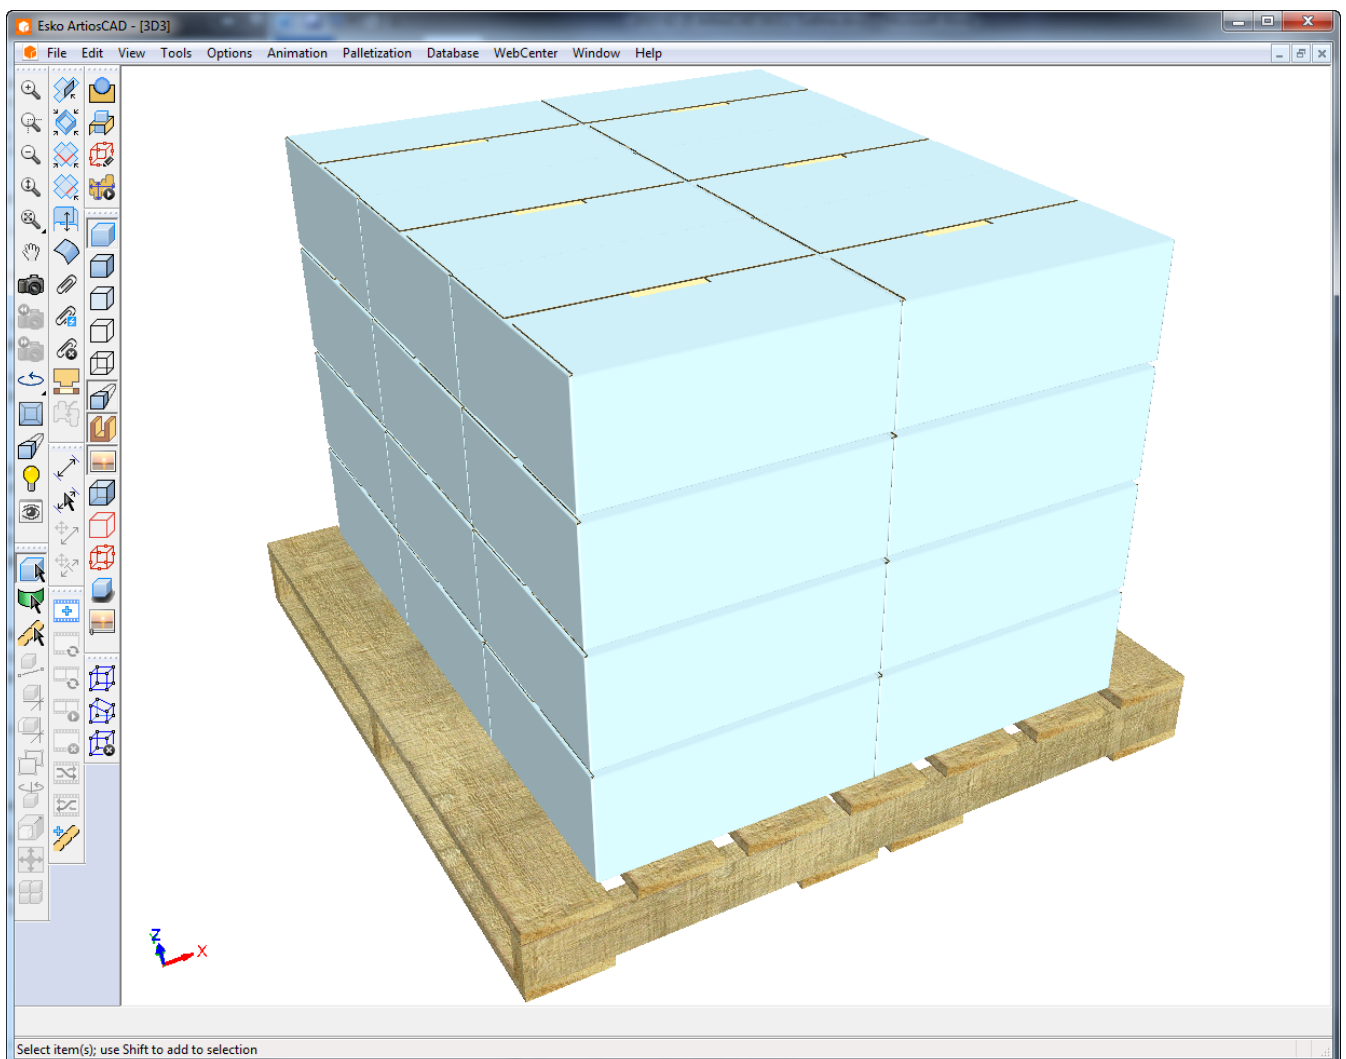 Esko ArtiosCAD - [3D3]
File Edit View Tools Options Animation Palletization Database WebCenter Window Help
Z
X
Select item(s); use Shift to add to selection